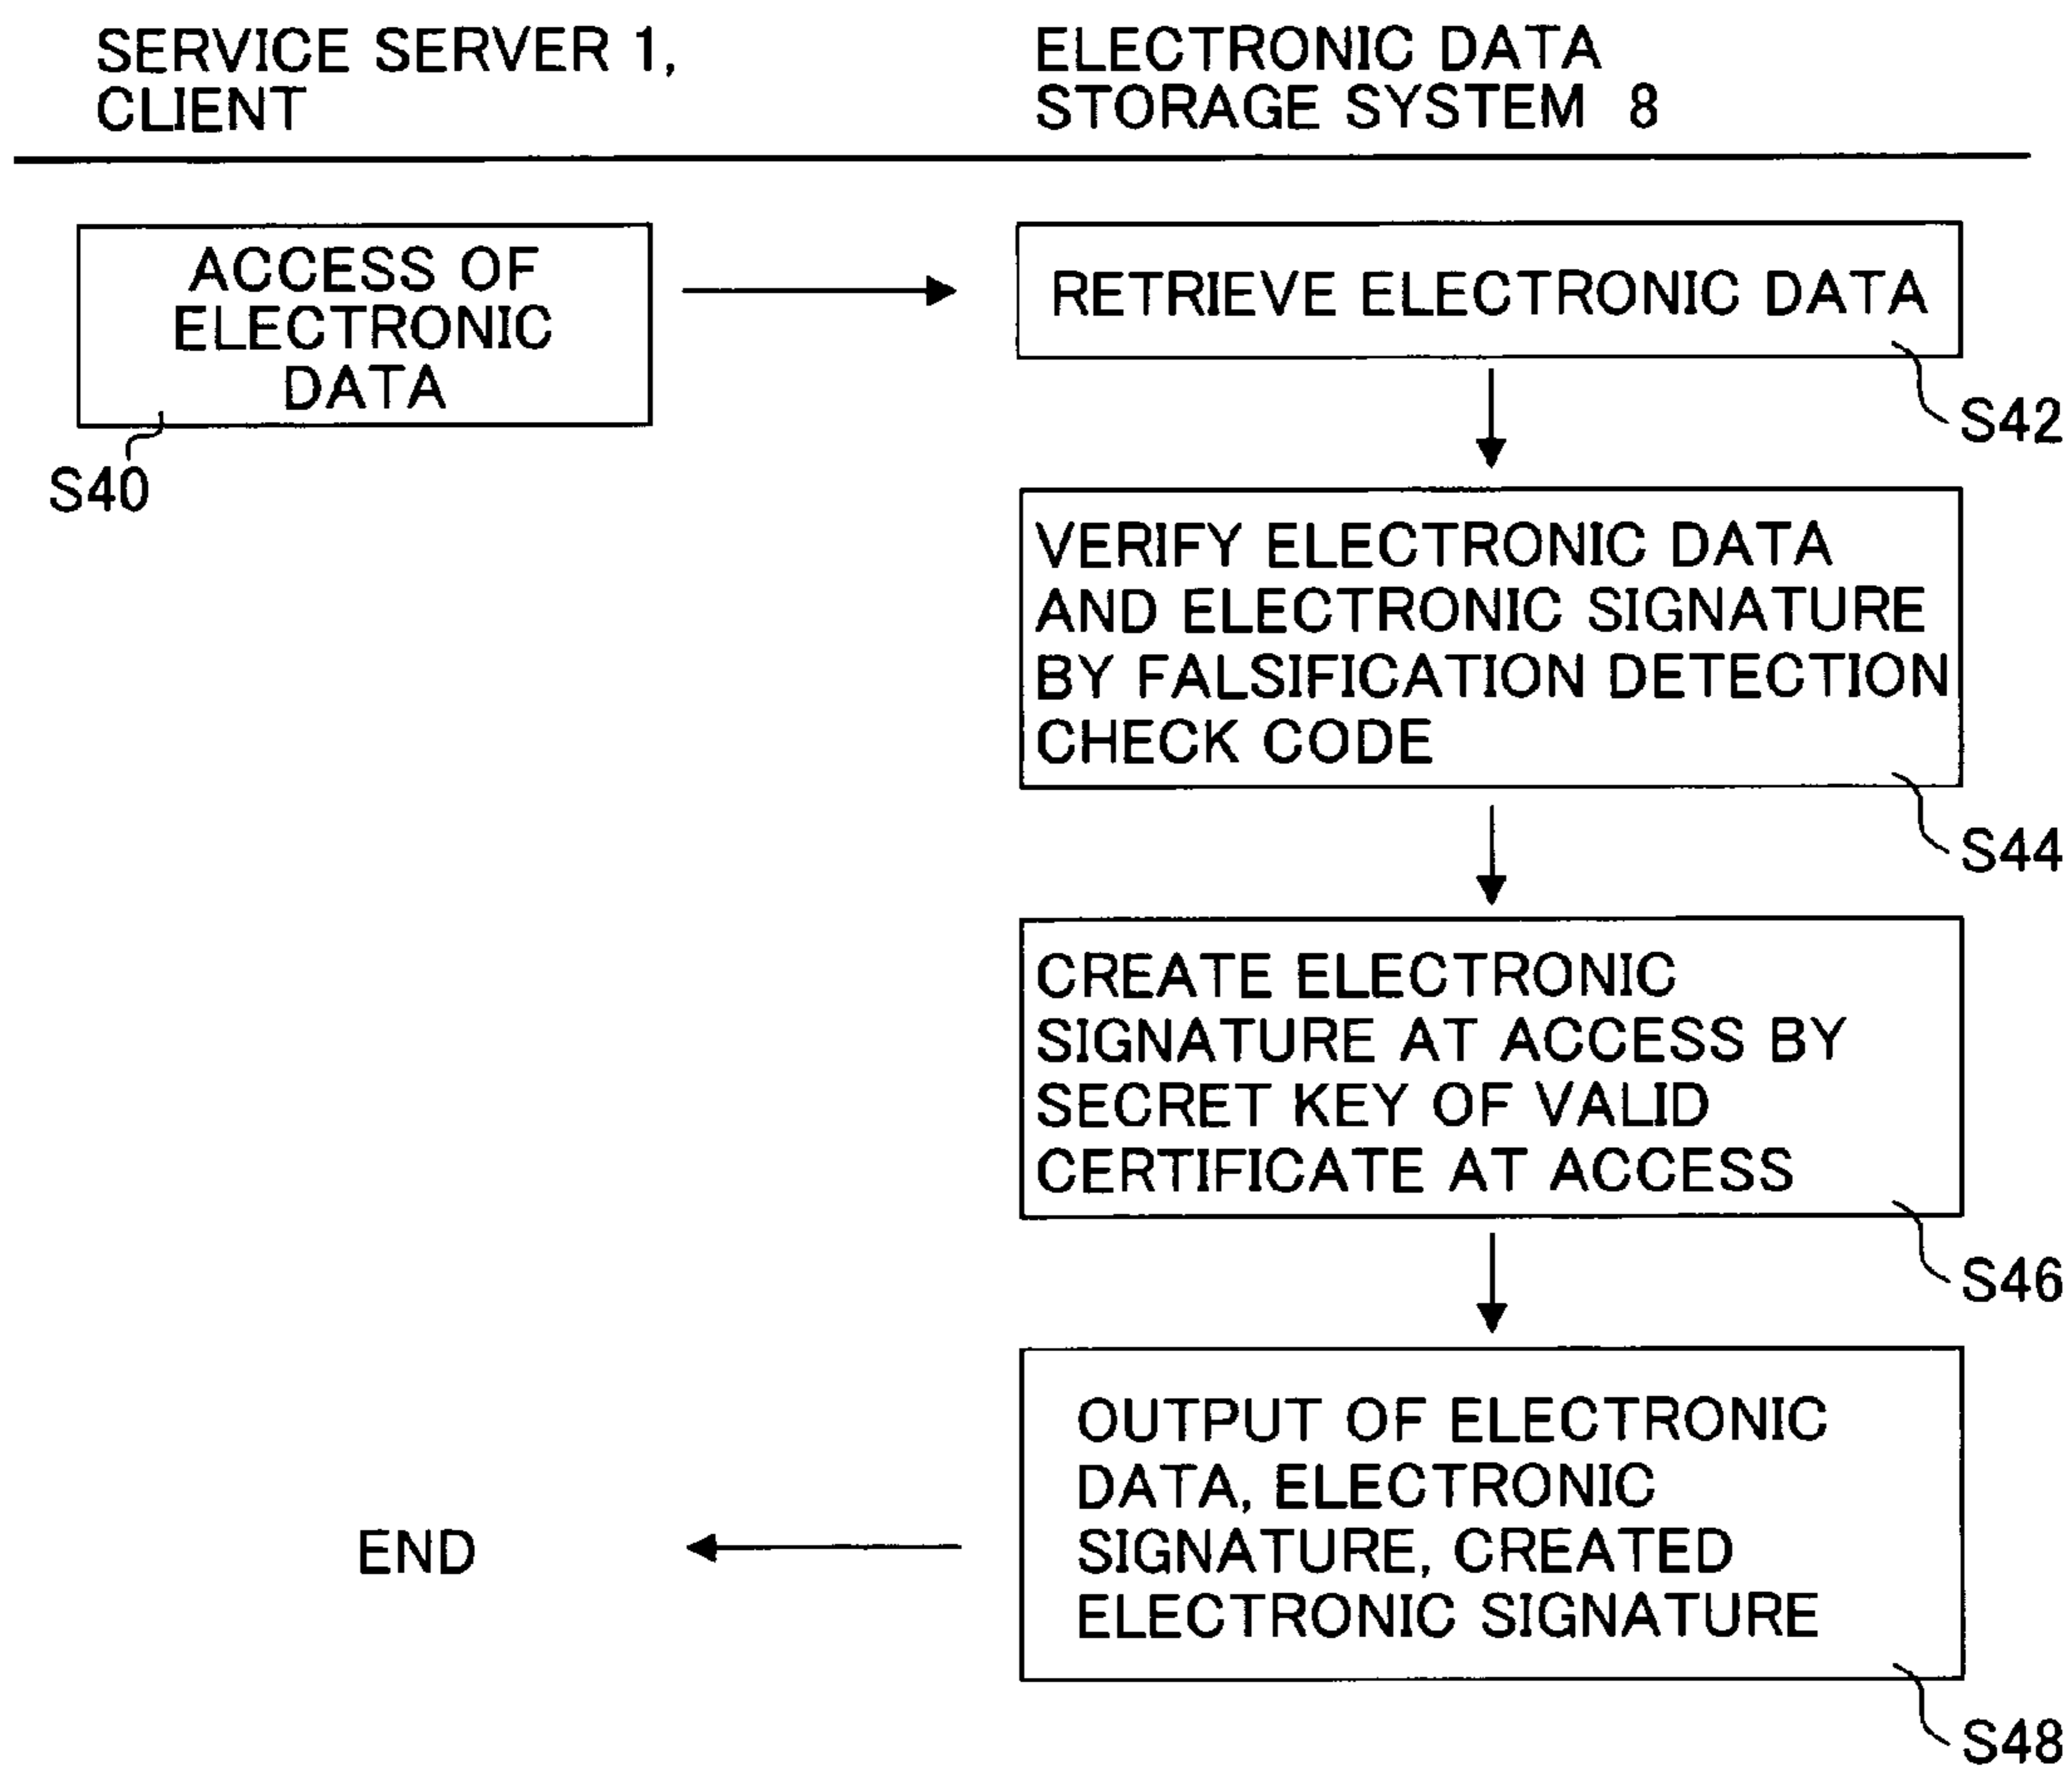 SERVICE SERVER 1,
CLIENT
ELECTRONIC DATA
STORAGE SYSTEM 8
ACCESS OF
ELECTRONIC
DATA
S40
RETRIEVE ELECTRONIC DATA
S42
VERIFY ELECTRONIC DATA
AND ELECTRONIC SIGNATURE
BY FALSIFICATION DETECTION
CHECK CODE
S44
CREATE ELECTRONIC
SIGNATURE AT ACCESS BY
SECRET KEY OF VALID
CERTIFICATE AT ACCESS
S46
OUTPUT OF ELECTRONIC
DATA, ELECTRONIC
SIGNATURE, CREATED
ELECTRONIC SIGNATURE
S48
END